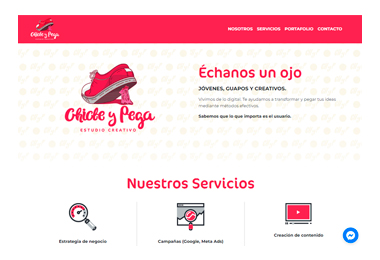 Chicle y Pega
NOSOTROS SERVICIOS PORTAFOLIO CONTACTO
Échanos un ojo
JÓVENES, GUAPOS Y CREATIVOS.
Vivimos de lo digital. Te ayudamos a transformar y pegar tus ideas
mediante métodos efectivos.
Sabemos que lo que importa es el usuario.
Chicle y Pega
ESTUDIO CREATIVO
Nuestros Servicios
Estrategia de negocio
Campañas (Google, Meta Ads)
Creación de contenido